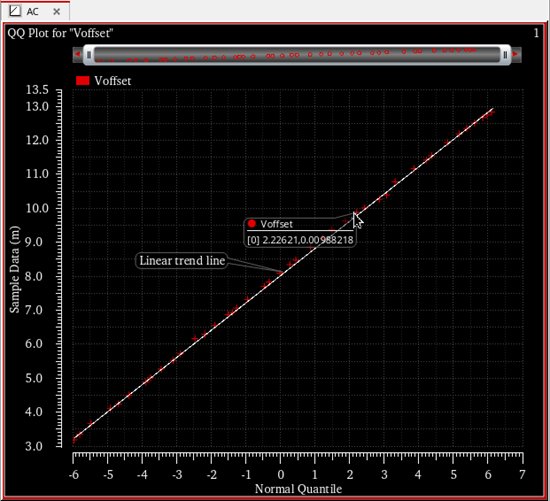 AC
QQ Plot for "Voffset"
1
Voffset
13.5
13.0
12.0
11.0
10.0
9.0
8.0
7.0
6.0
5.0
4.0
3.0
Sample Data (m)
Voffset
[0] 2.22621,0.00988218
Linear trend line
-6 -5 -4 -3 -2 -1 0 1 2 3 4 5 6 7
Normal Quantile